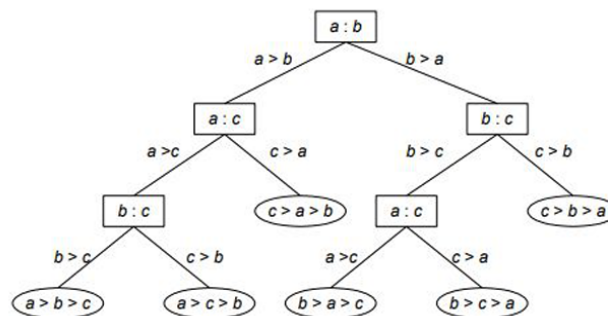 a : b
a > b b > a
a : c b : c
a >c c > a b > c c > b
b : c c > a > b a : c c > b > a
b > c c > b a >c c > a
a > b > c a > c > b b > a > c b > c > a